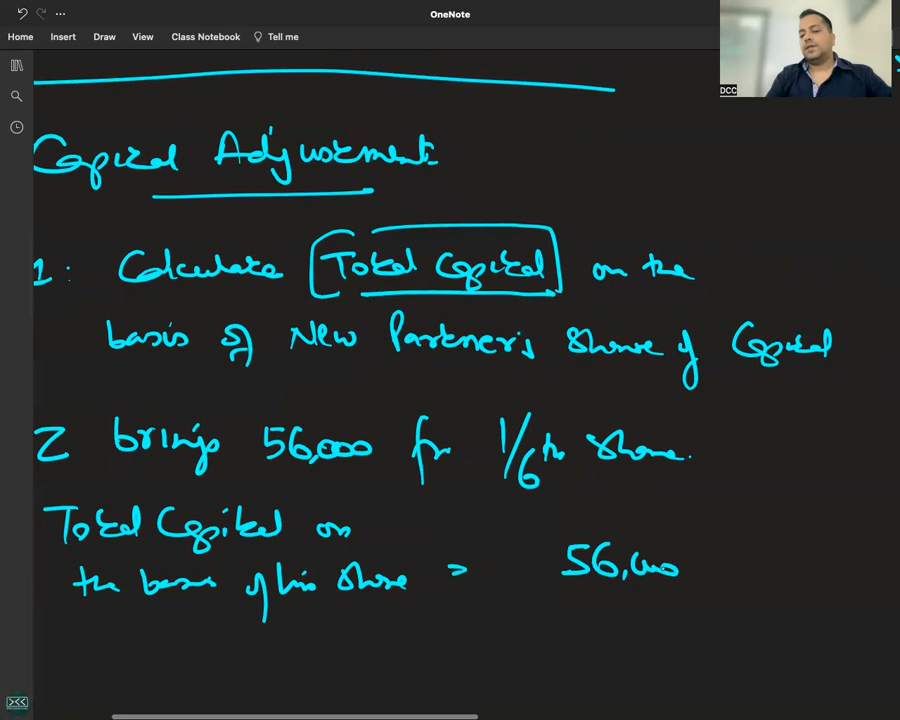 OneNote
Home Insert Draw View Class Notebook Tell me
DCC
Capital Adjustment
1: Calculate Total Capital on the
basis of New Partner's Share of Capital
Z brings 56,000 for 1/6th Share.
Total Capital on
the basis of his Share = 56,000